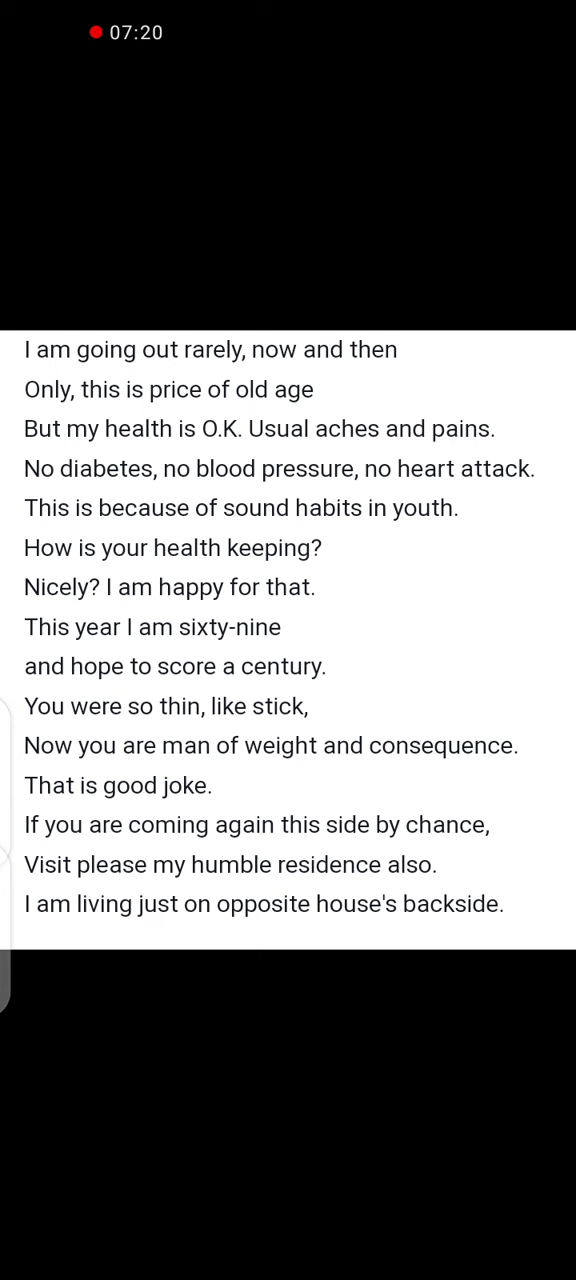 07:20
I am going out rarely, now and then
Only, this is price of old age
But my health is O.K. Usual aches and pains.
No diabetes, no blood pressure, no heart attack.
This is because of sound habits in youth.
How is your health keeping?
Nicely? I am happy for that.
This year I am sixty-nine
and hope to score a century.
You were so thin, like stick,
Now you are man of weight and consequence.
That is good joke.
If you are coming again this side by chance,
Visit please my humble residence also.
I am living just on opposite house's backside.